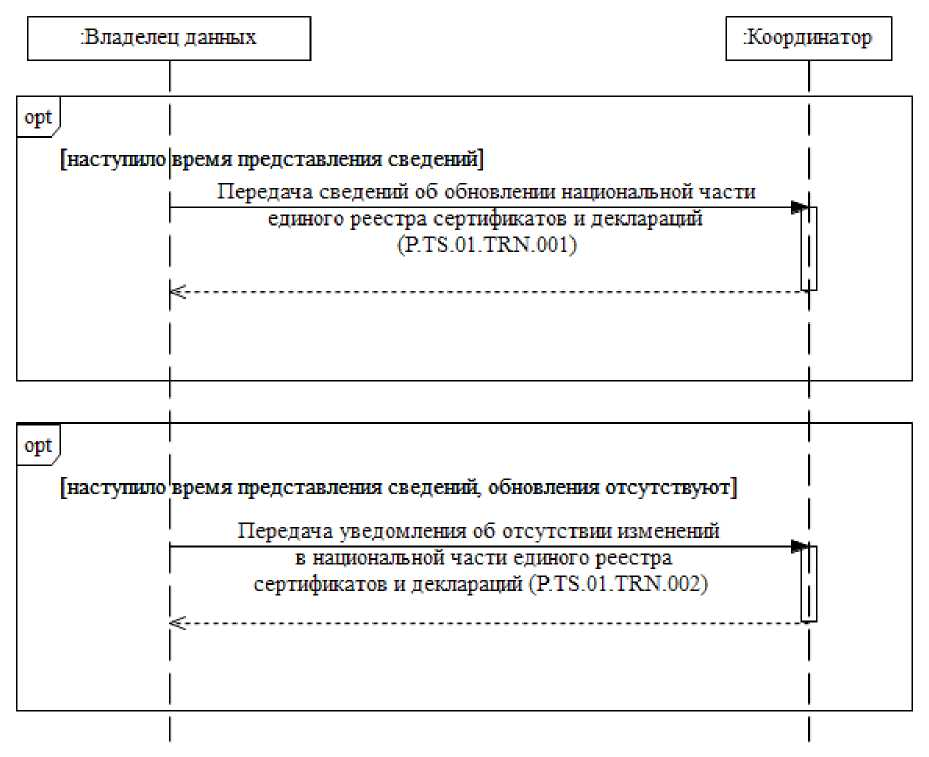 :Владелец данных
:Координатор
opt
[наступило время представления сведений]
Передача сведений об обновлении национальной части
единого реестра сертификатов и деклараций
(P.TS.01.TRN.001)
opt
[наступило время представления сведений, обновления отсутствуют]
Передача уведомления об отсутствии изменений
в национальной части единого реестра
сертификатов и деклараций (P.TS.01.TRN.002)